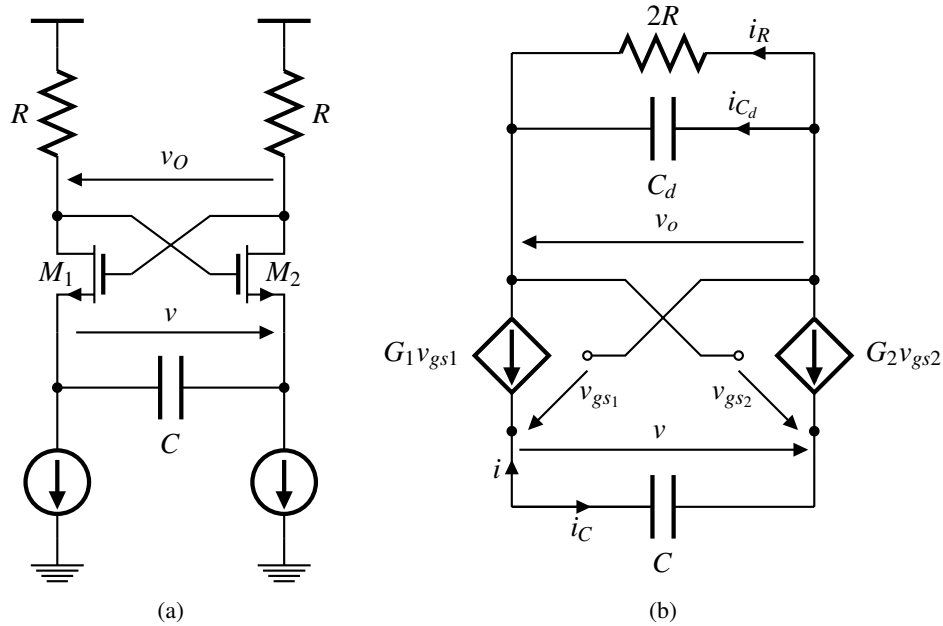 R
R
v_O
M_1
M_2
v
C
(a)
2R
i_R
i_{C_d}
C_d
v_o
G_1v_{gs1}
G_2v_{gs2}
v_{gs_1}
v_{gs_2}
v
i
i_C
C
(b)